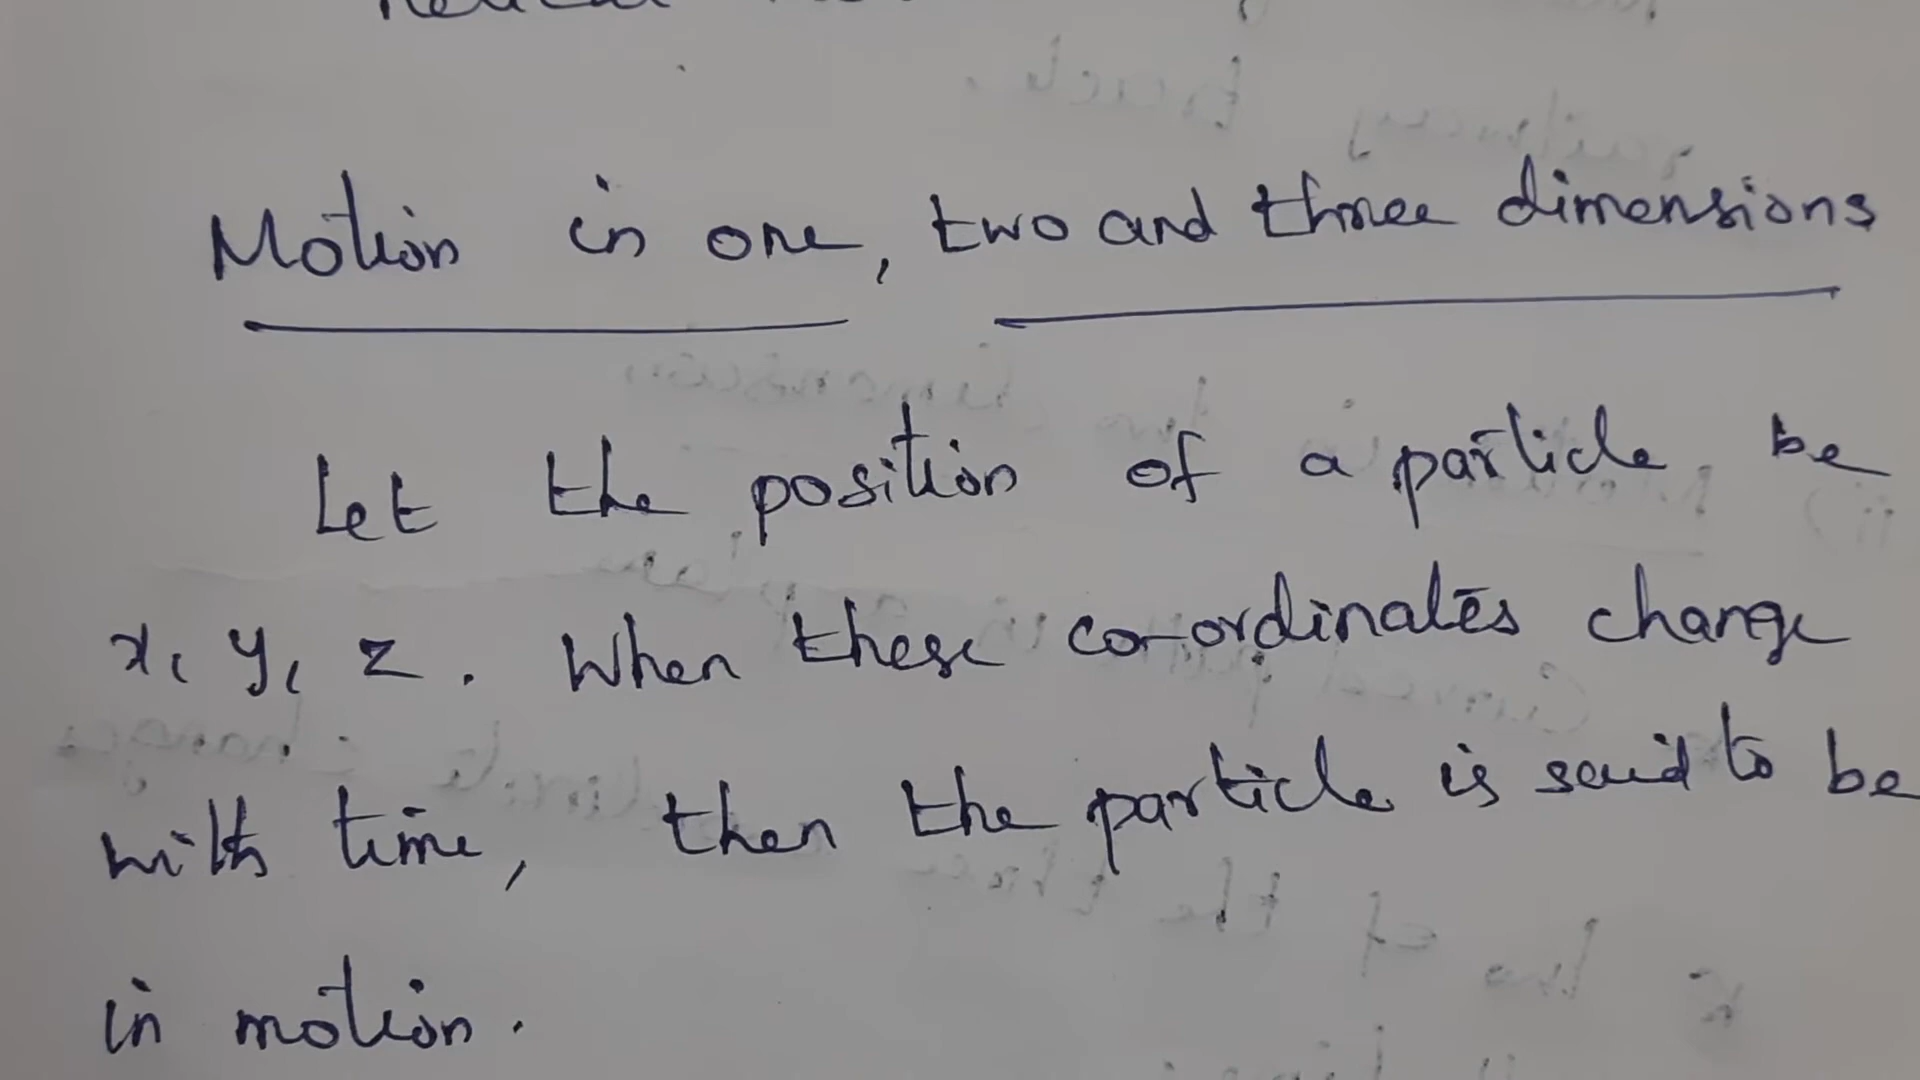 Motion in one, two and three dimensions
Let the position of a particle be
x, y, z. When these co-ordinates change
with time, then the particle is said to be
in motion.